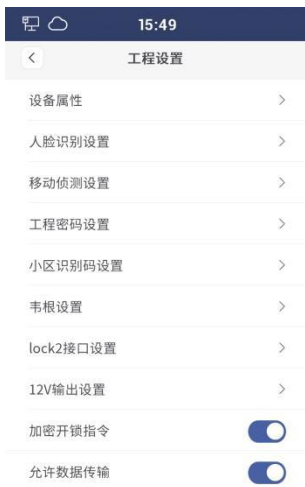 15:49
工程设置
设备属性
人脸识别设置
移动侦测设置
工程密码设置
小区识别码设置
韦根设置
lock2接口设置
12V输出设置
加密开锁指令
允许数据传输